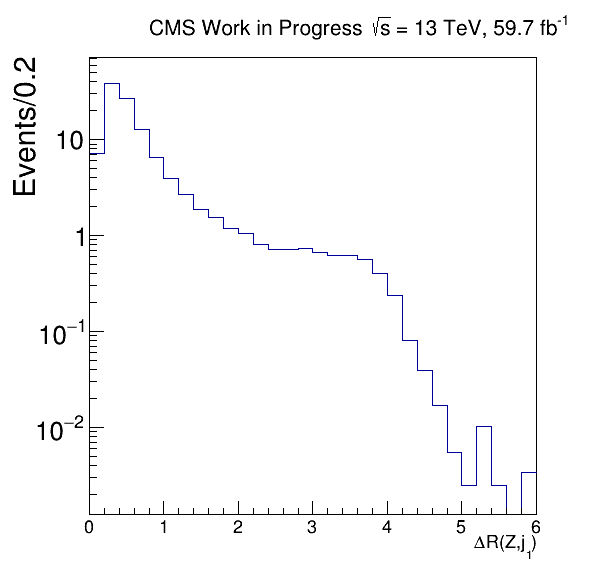 CMS Work in Progress √s = 13 TeV, 59.7 fb⁻¹
Events/0.2
10
1
10⁻¹
10⁻²
0 1 2 3 4 5 6
ΔR(Z,j₁)